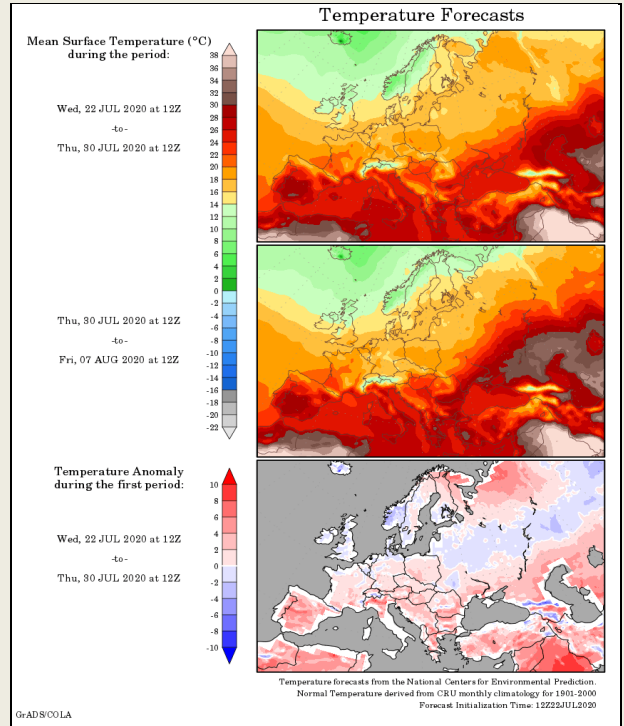 Temperature Forecasts
Mean Surface Temperature (°C)
during the period:
Wed, 22 JUL 2020 at 12Z
-to-
Thu, 30 JUL 2020 at 12Z
38
36
34
32
30
28
26
24
22
20
18
16
14
12
10
8
6
4
2
0
-2
-4
-6
-8
-10
-12
-14
-16
-18
-20
-22
Thu, 30 JUL 2020 at 12Z
-to-
Fri, 07 AUG 2020 at 12Z
Temperature Anomaly
during the first period:
Wed, 22 JUL 2020 at 12Z
-to-
Thu, 30 JUL 2020 at 12Z
10
8
6
4
2
0
-2
-4
-6
-8
-10
Temperature forecasts from the National Centers for Environmental Prediction.
Normal Temperature derived from CRU monthly climatology for 1901-2000
Forecast Initialization Time: 12Z22JUL2020
GrADS/COLA